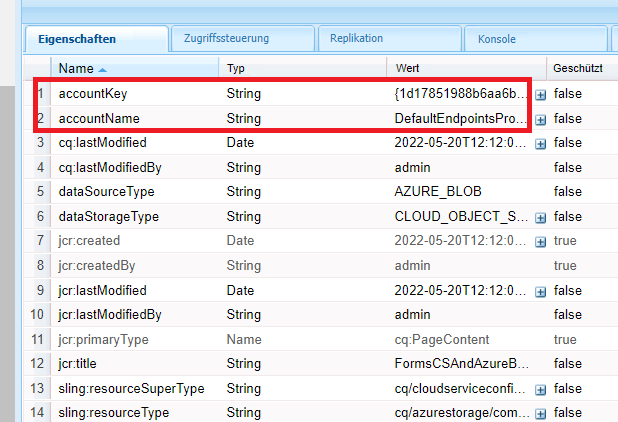 Eigenschaften Zugriffssteuerung Replikation Konsole
Name Typ Wert Geschützt
1 accountKey String {1d17851988b6aa6b... false
2 accountName String DefaultEndpointsPro... false
3 cq:lastModified Date 2022-05-20T12:12:0... false
4 cq:lastModifiedBy String admin false
5 dataSourceType String AZURE_BLOB false
6 dataStorageType String CLOUD_OBJECT_S... false
7 jcr:created Date 2022-05-20T12:12:0... true
8 jcr:createdBy String admin true
9 jcr:lastModified Date 2022-05-20T12:12:0... false
10 jcr:lastModifiedBy String admin false
11 jcr:primaryType Name cq:PageContent true
12 jcr:title String FormsCSAndAzureB... false
13 sling:resourceSuperType String cq/cloudserviceconfi... false
14 sling:resourceType String cq/azurestorage/com... false